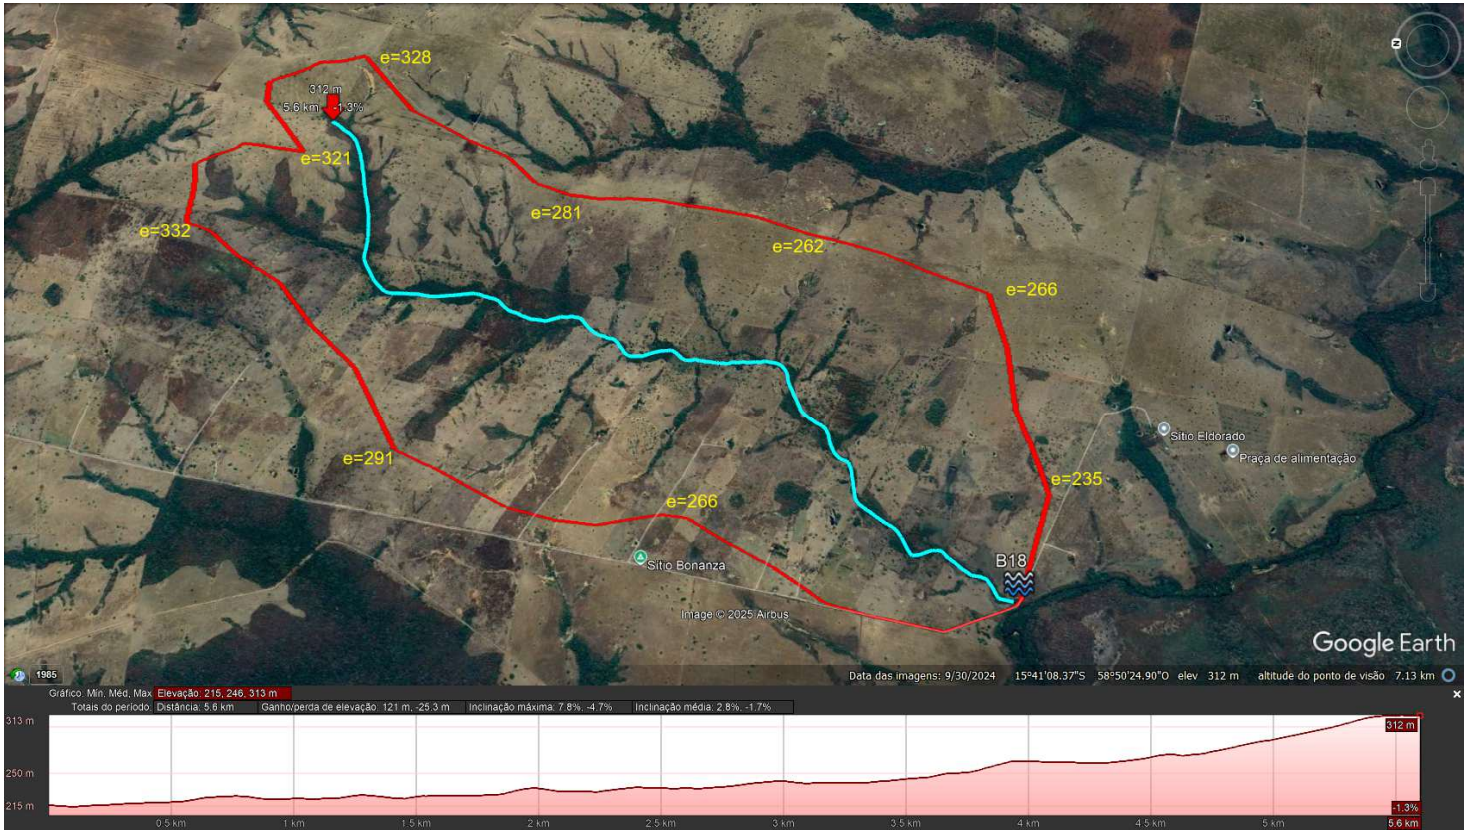 e=328
312 m
5.6 km -1.3%
e=321
e=332
e=281
e=262
e=266
e=291
e=266
e=235
Sítio Eldorado
Praça de alimentação
Sítio Bonanza
B18
Image © 2025 Airbus
Google Earth
1985
Data das imagens: 9/30/2024 15°41'08.37"S 58°50'24.90"O elev 312 m altitude do ponto de visão 7.13 km
Gráfico: Mín, Méd, Max Elevação: 215, 246, 313 m
Totais do período: Distância: 5.6 km Ganho/perda de elevação: 121 m, -25.3 m Inclinação máxima: 7.8%, -4.7% Inclinação média: 2.8%, -1.7%
313 m
312 m
250 m
215 m
-1.3%
0.5 km 1 km 1.5 km 2 km 2.5 km 3 km 3.5 km 4 km 4.5 km 5 km 5.6 km
N